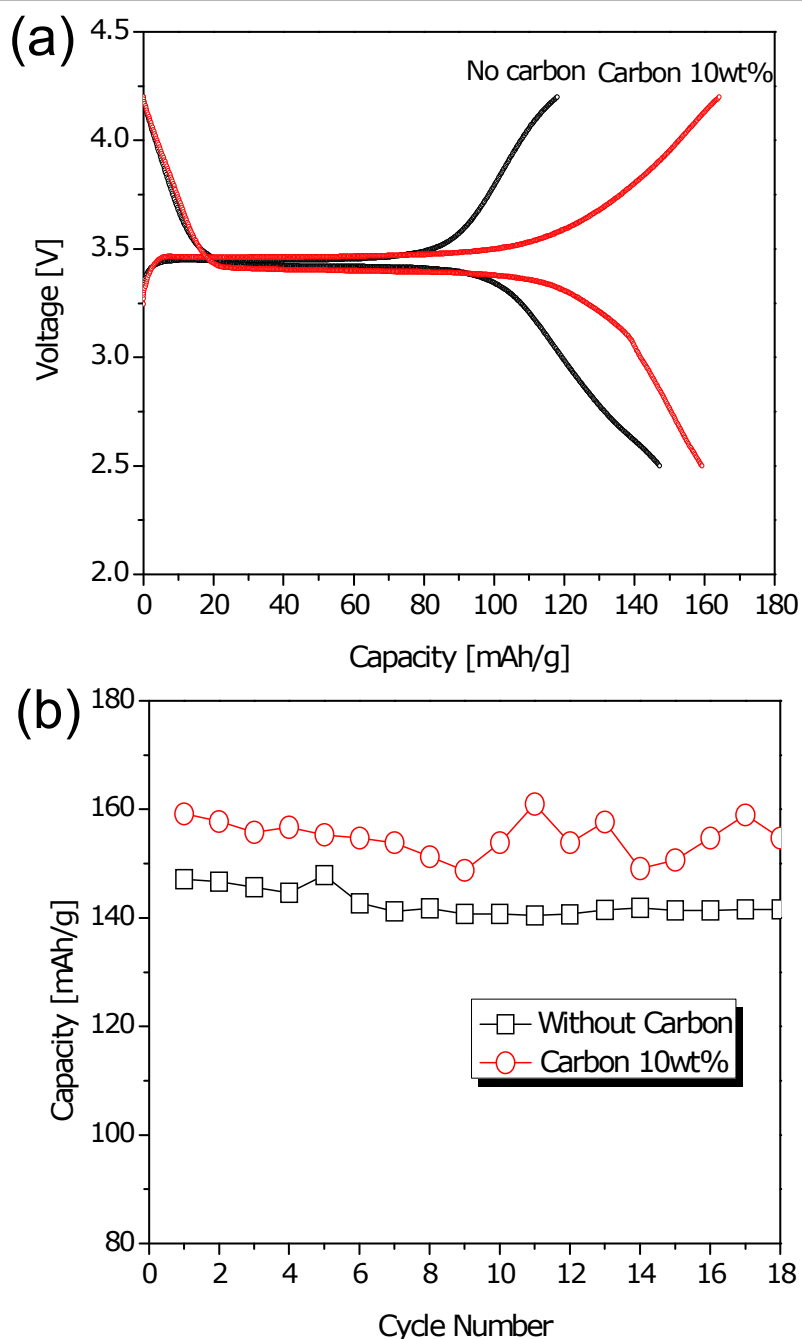 (a)
4.5
4.0
3.5
3.0
2.5
2.0
Voltage [V]
No carbon Carbon 10wt%
0 20 40 60 80 100 120 140 160 180
Capacity [mAh/g]
(b)
180
160
140
120
100
80
Capacity [mAh/g]
Without Carbon
Carbon 10wt%
0 2 4 6 8 10 12 14 16 18
Cycle Number